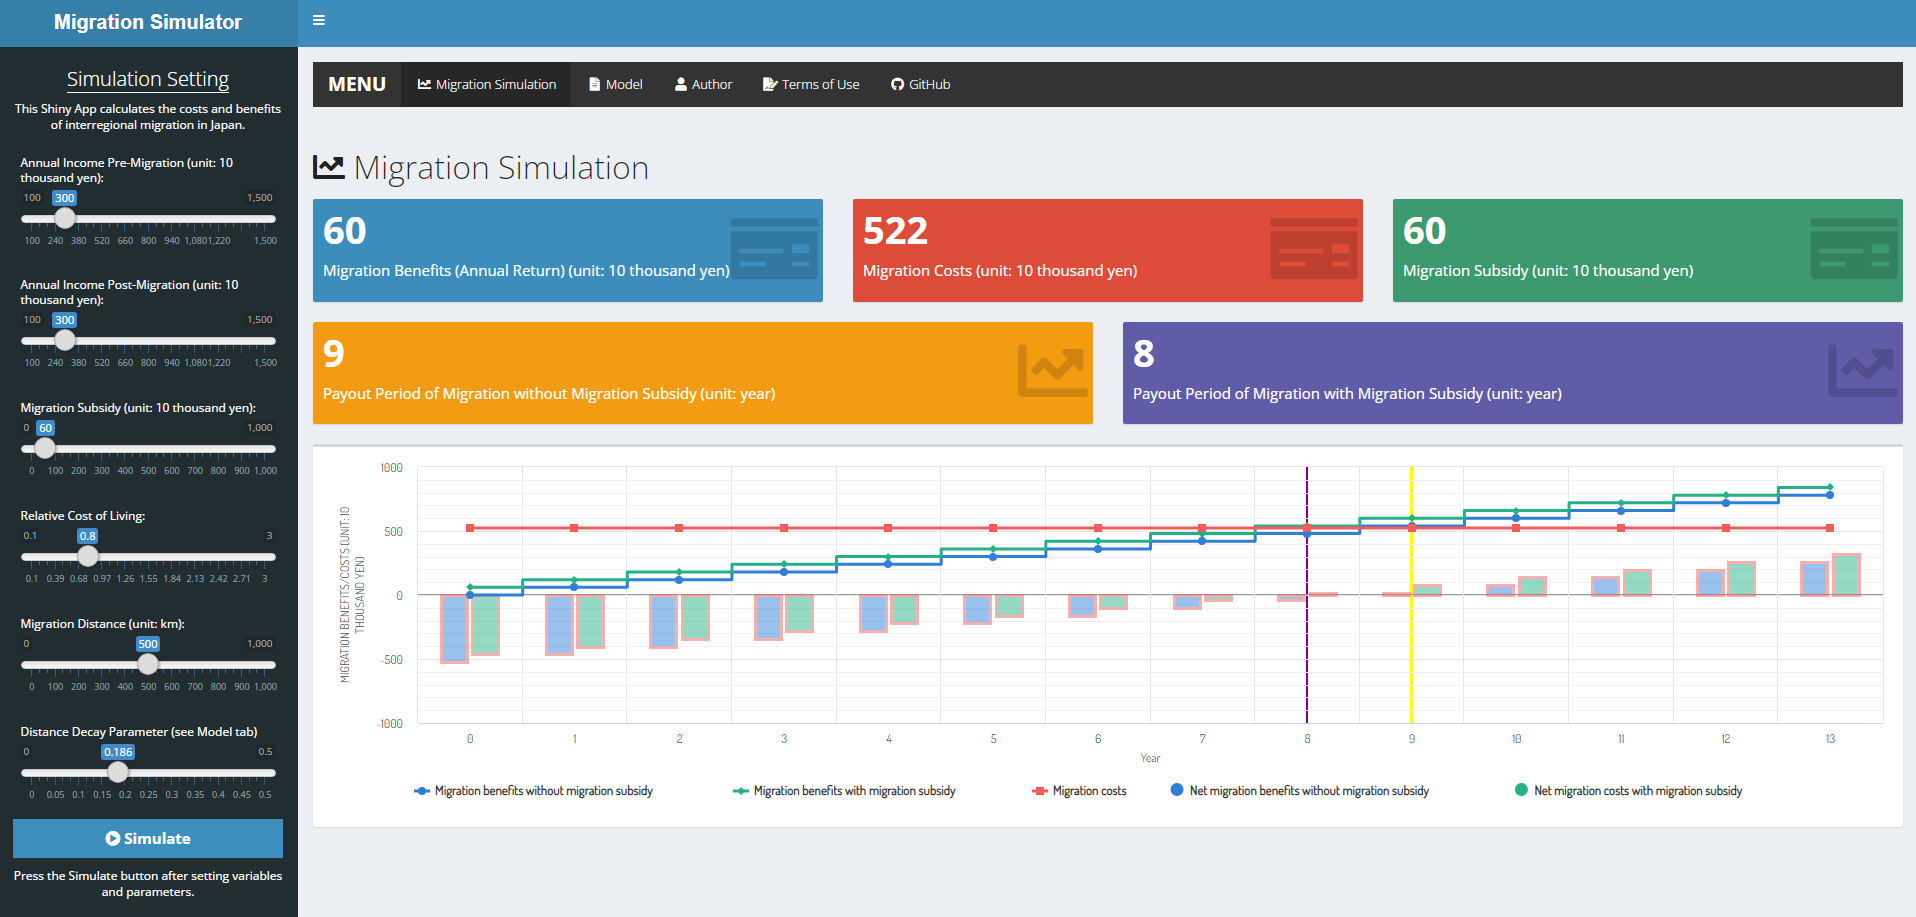 Migration Simulator
Simulation Setting
This Shiny App calculates the costs and benefits
of interregional migration in Japan.
Annual Income Pre-Migration (unit: 10
thousand yen):
100 300 1,500
100 240 380 520 660 800 940 1,080 1,220 1,500
Annual Income Post-Migration (unit: 10
thousand yen):
100 300 1,500
100 240 380 520 660 800 940 1,080 1,220 1,500
Migration Subsidy (unit: 10 thousand yen):
0 60 1,000
0 100 200 300 400 500 600 700 800 900 1,000
Relative Cost of Living:
0.1 0.8 3
0.1 0.39 0.68 0.97 1.26 1.55 1.84 2.13 2.42 2.71 3
Migration Distance (unit: km):
0 500 1,000
0 100 200 300 400 500 600 700 800 900 1,000
Distance Decay Parameter (see Model tab)
0 0.186 0.5
0 0.05 0.1 0.15 0.2 0.25 0.3 0.35 0.4 0.45 0.5
Simulate
Press the Simulate button after setting variables
and parameters.
MENU Migration Simulation Model Author Terms of Use GitHub
Migration Simulation
60
Migration Benefits (Annual Return) (unit: 10 thousand yen)
522
Migration Costs (unit: 10 thousand yen)
60
Migration Subsidy (unit: 10 thousand yen)
9
Payout Period of Migration without Migration Subsidy (unit: year)
8
Payout Period of Migration with Migration Subsidy (unit: year)
MIGRATION BENEFITS/COSTS (UNIT: 10
THOUSAND YEN)
1000
500
0
-500
-1000
0 1 2 3 4 5 6 7 8 9 10 11 12 13
Year
Migration benefits without migration subsidy Migration benefits with migration subsidy Migration costs Net migration benefits without migration subsidy Net migration costs with migration subsidy